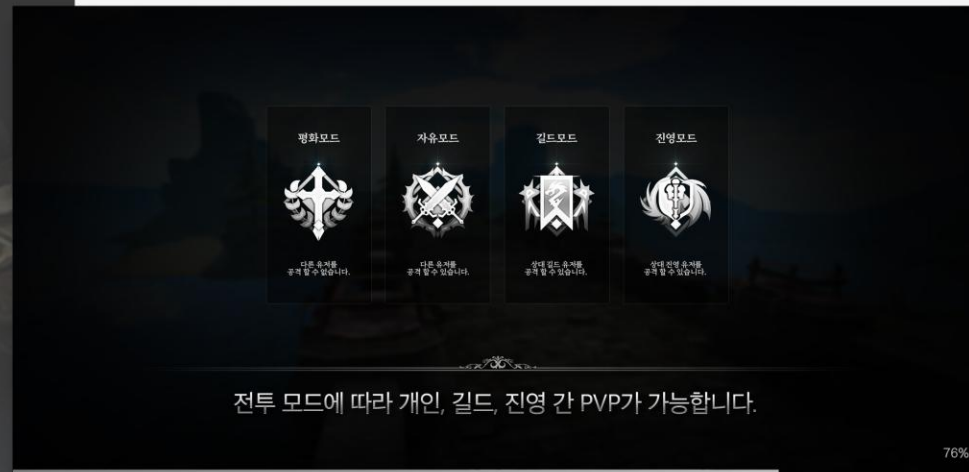 평화모드
다른 유저를
공격 할 수 없습니다.
자유모드
다른 유저를
공격 할 수 있습니다.
길드모드
상대 길드 유저를
공격 할 수 있습니다.
진영모드
상대 진영 유저를
공격 할 수 있습니다.
전투 모드에 따라 개인, 길드, 진영 간 PVP가 가능합니다.
76%